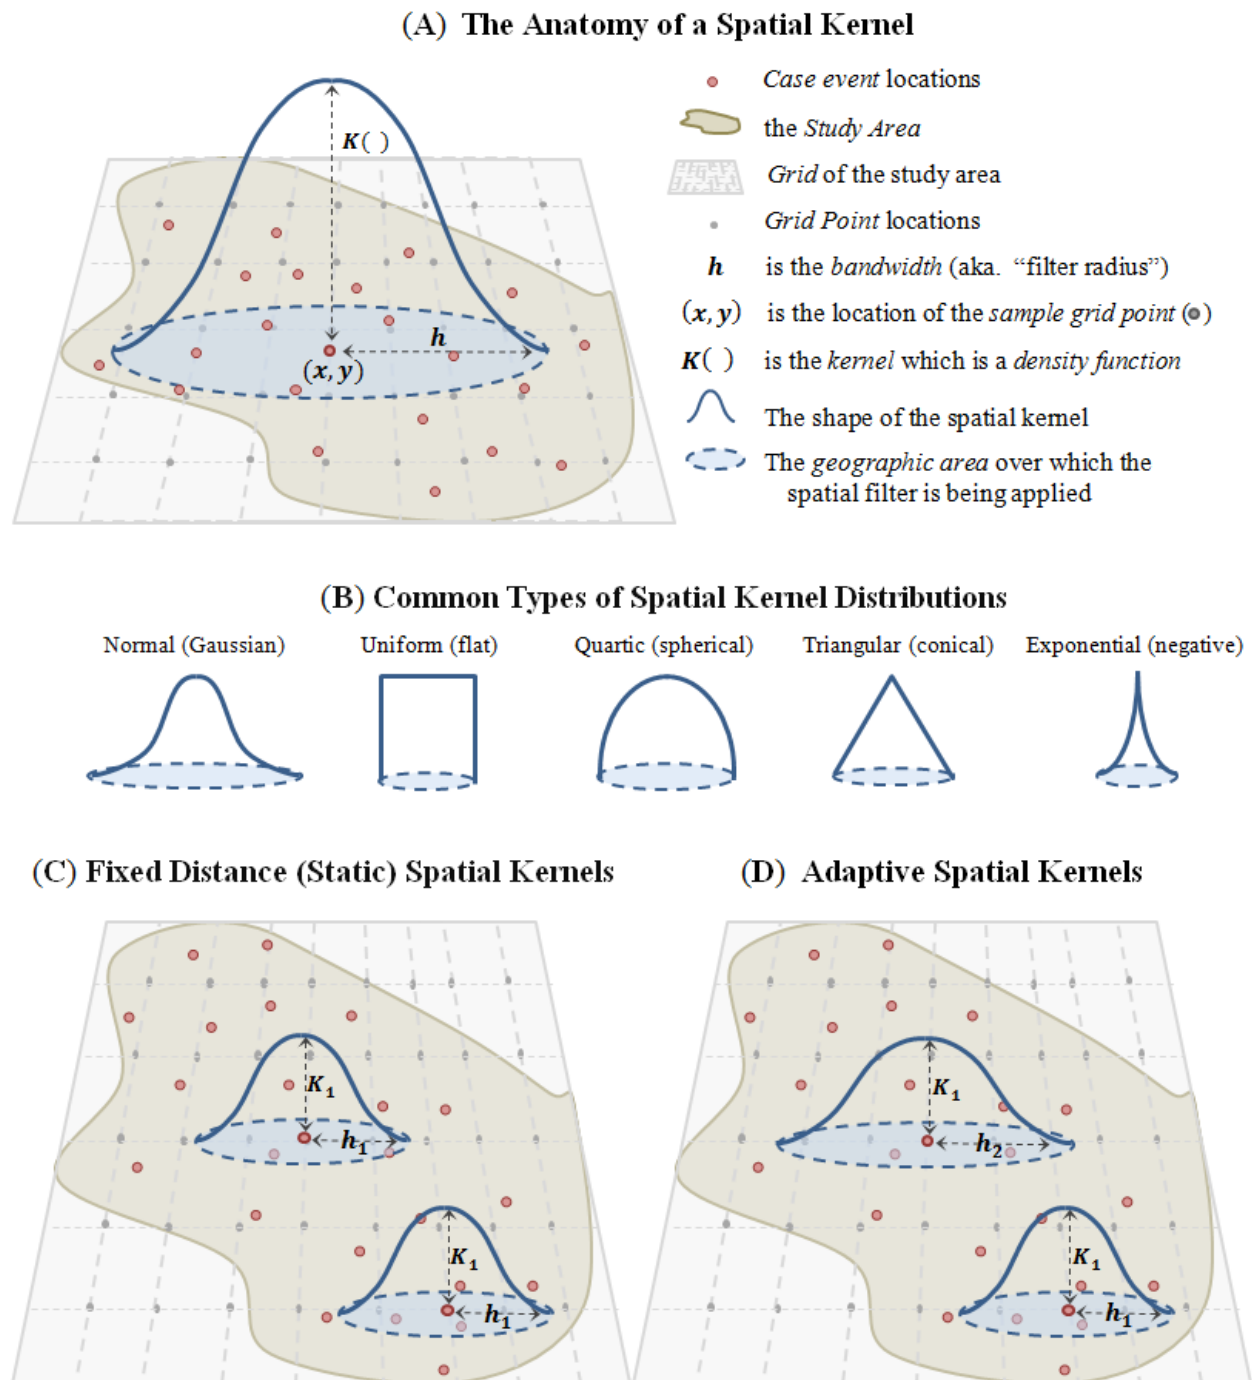 (A) The Anatomy of a Spatial Kernel
K( )
h
(x, y)
Case event locations
the Study Area
Grid of the study area
Grid Point locations
h is the bandwidth (aka. “filter radius”)
(x, y) is the location of the sample grid point ( )
K( ) is the kernel which is a density function
The shape of the spatial kernel
The geographic area over which the
spatial filter is being applied
(B) Common Types of Spatial Kernel Distributions
Normal (Gaussian) Uniform (flat) Quartic (spherical) Triangular (conical) Exponential (negative)
(C) Fixed Distance (Static) Spatial Kernels
K1
h1
K1
h1
(D) Adaptive Spatial Kernels
K1
h2
K1
h1